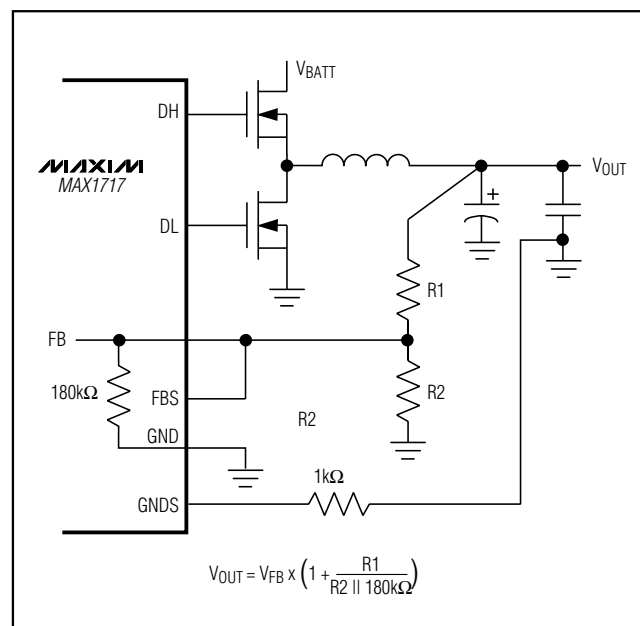 VBATT
DH
MAXIM
MAX1717
VOUT
DL
R1
FB
180kΩ
R2
FBS
R2
GND
1kΩ
GNDS
VOUT = VFB x (1 + R1 / R2 || 180kΩ)